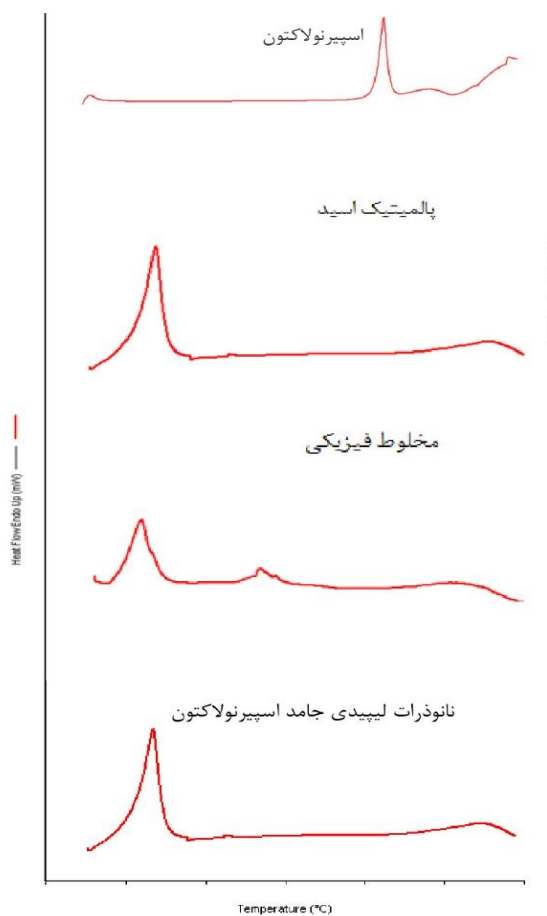 اسپیرنولاکتون
پالمیتیک اسید
مخلوط فیزیکی
Heat Flow Endo Up (mW)
نانوذرات لیپیدی جامد اسپیرنولاکتون
Temperature (°C)